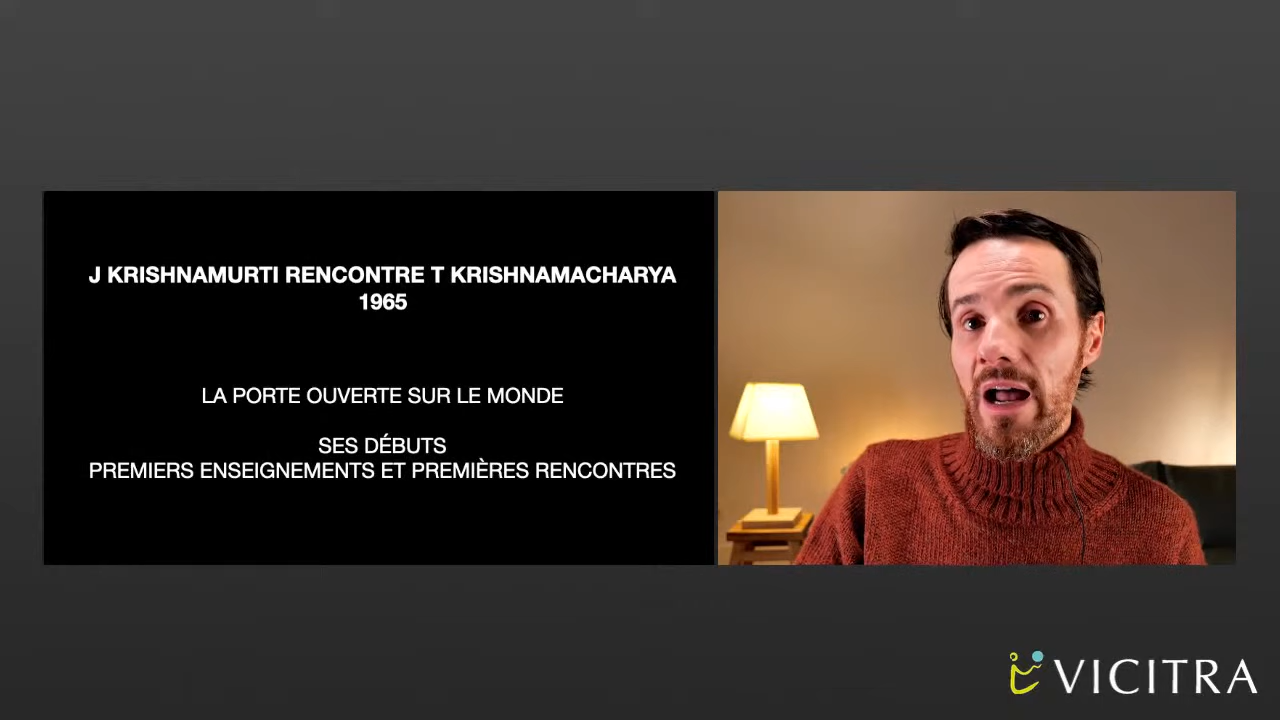 J KRISHNAMURTI RENCONTRE T KRISHNAMACHARYA
1965
LA PORTE OUVERTE SUR LE MONDE
SES DÉBUTS
PREMIERS ENSEIGNEMENTS ET PREMIÈRES RENCONTRES
VICITRA